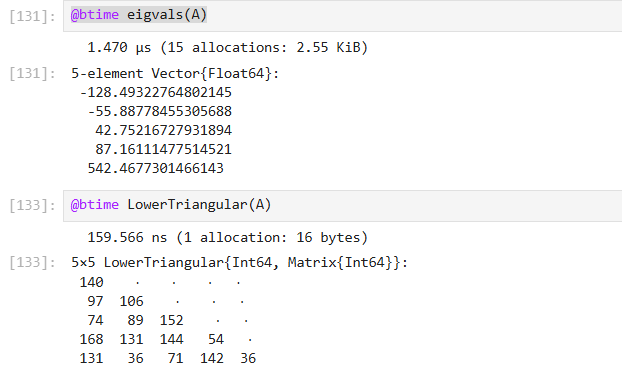 [131]: @btime eigvals(A)
1.470 μs (15 allocations: 2.55 KiB)
[131]: 5-element Vector{Float64}:
-128.49322764802145
-55.88778455305688
42.75216727931894
87.16111477514521
542.4677301466143
[133]: @btime LowerTriangular(A)
159.566 ns (1 allocation: 16 bytes)
[133]: 5×5 LowerTriangular{Int64, Matrix{Int64}}:
140 ⋅ ⋅ ⋅ ⋅
97 106 ⋅ ⋅ ⋅
74 89 152 ⋅ ⋅
168 131 144 54 ⋅
131 36 71 142 36